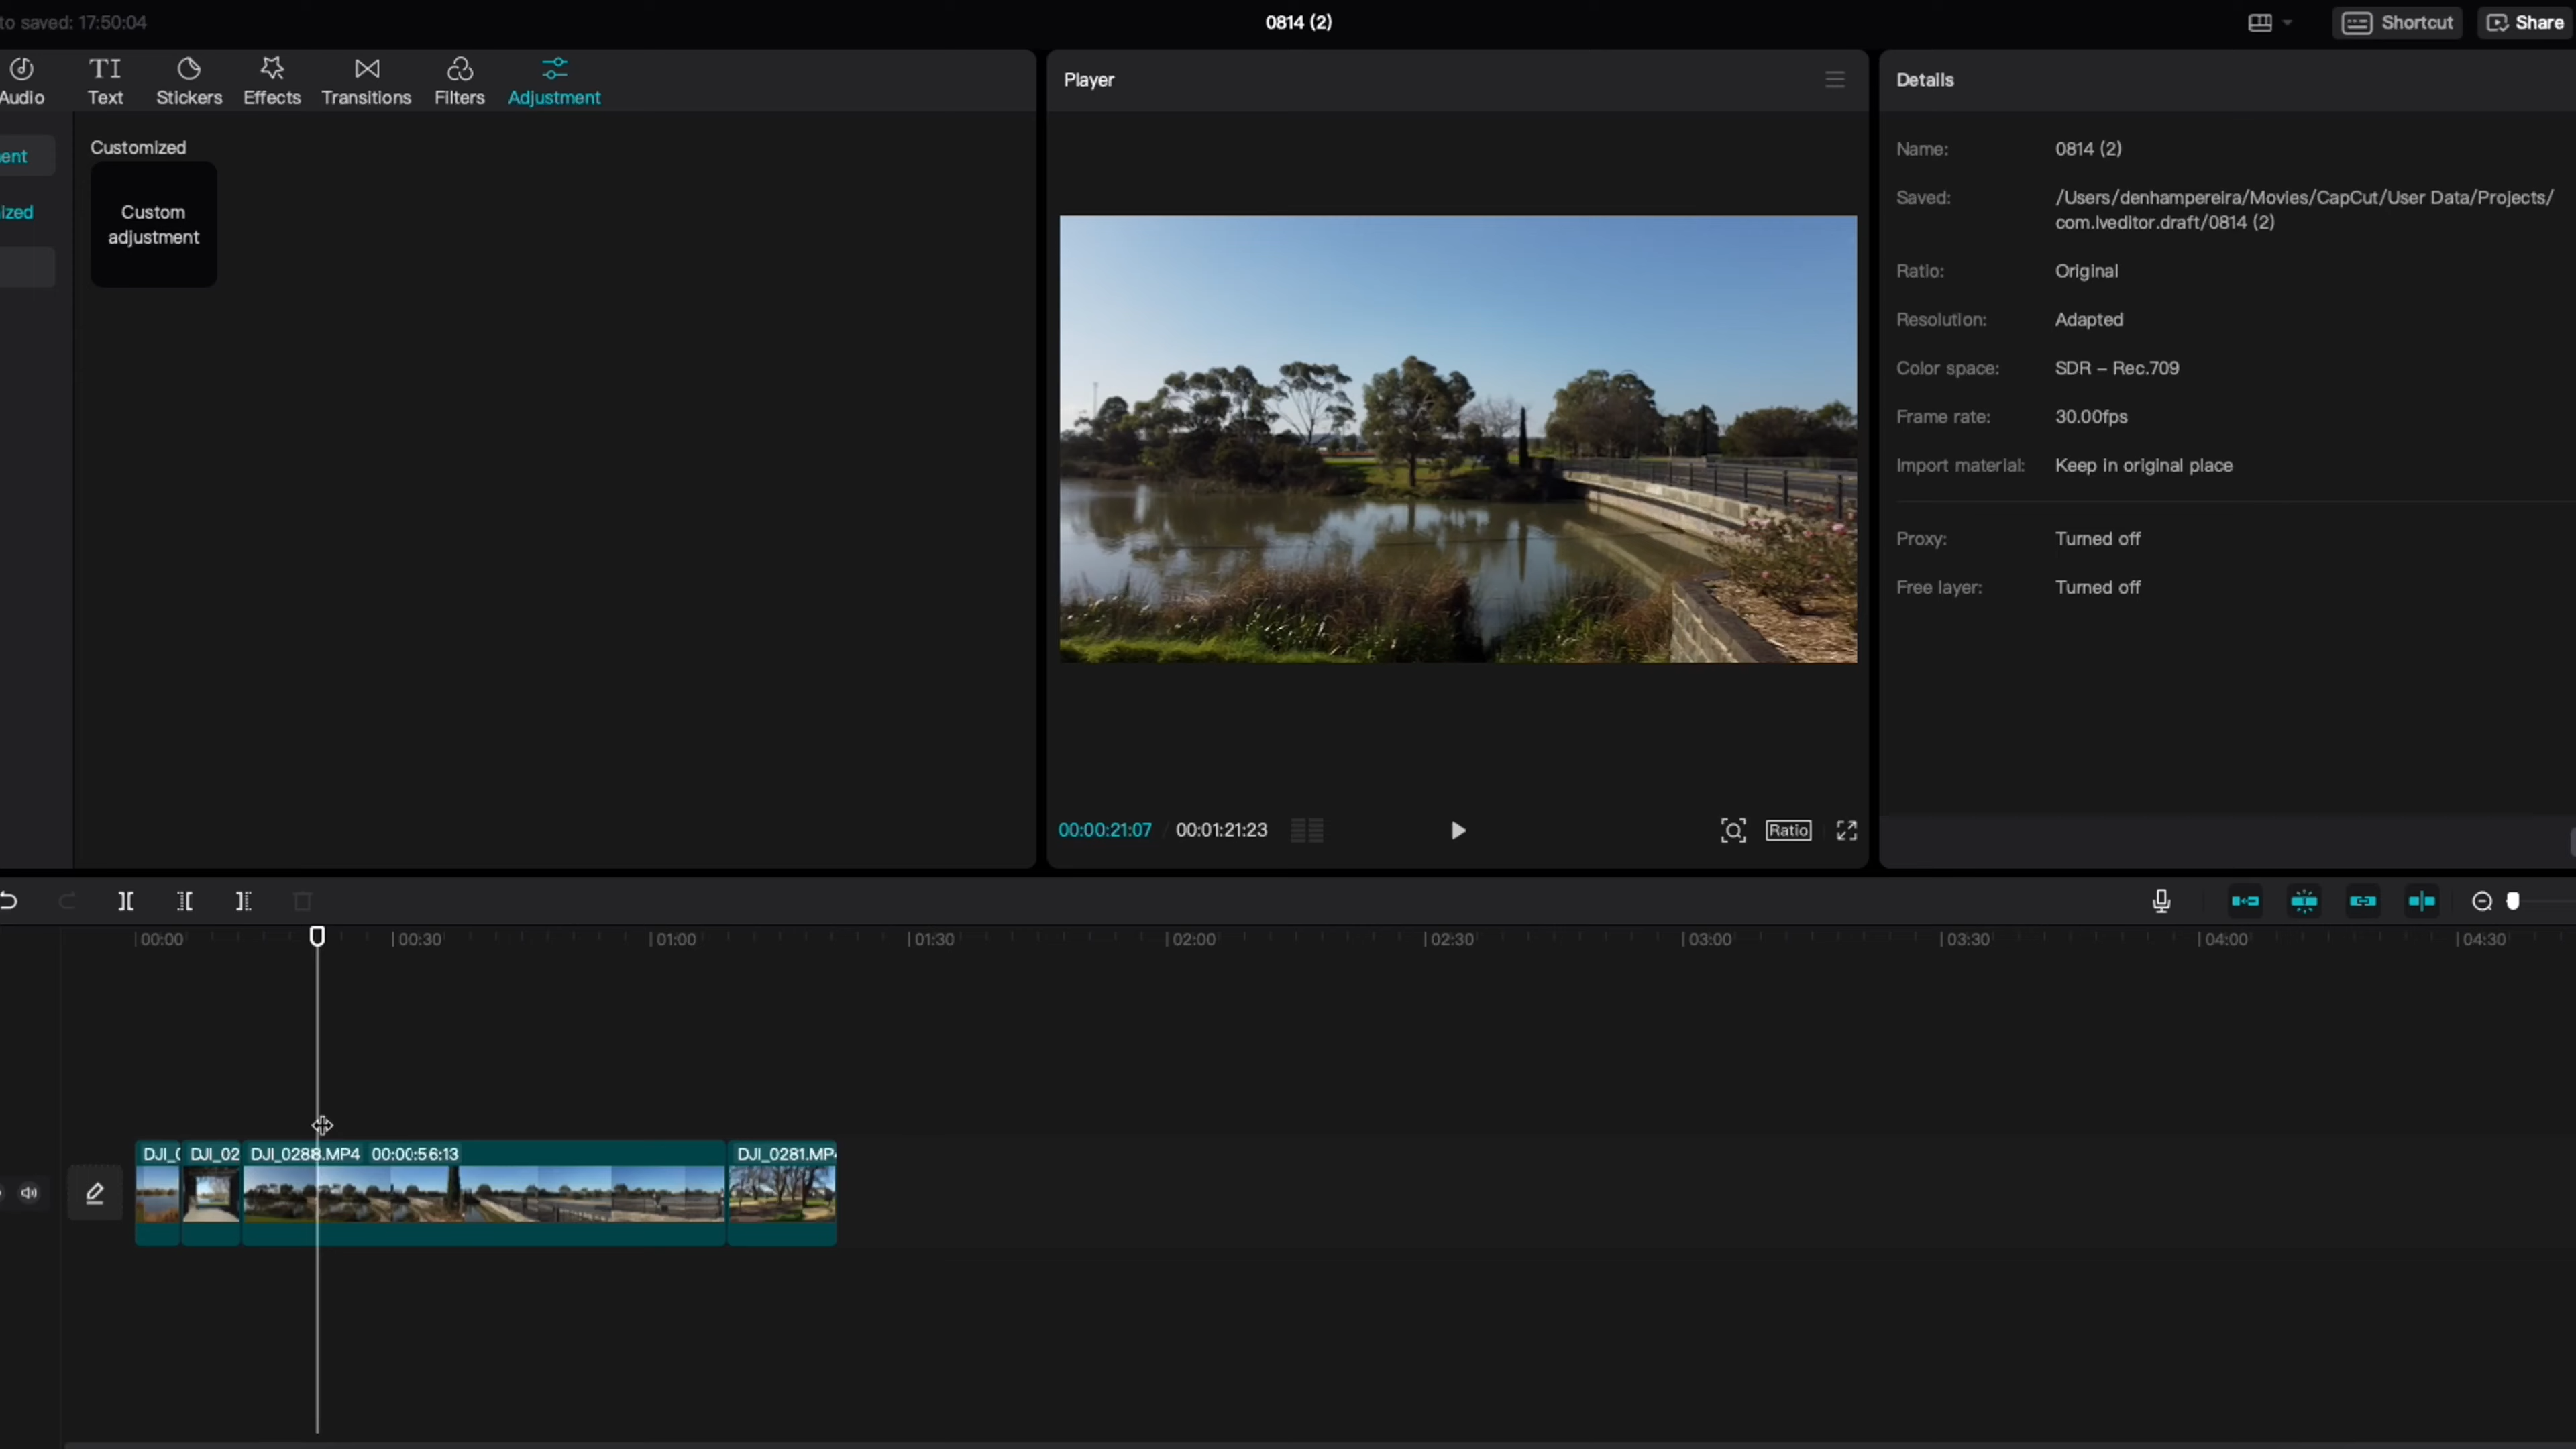 to saved: 17:50:04
0814 (2)
Shortcut
Share
Audio
Text
Stickers
Effects
Transitions
Filters
Adjustment
ent
ized
Customized
Custom
adjustment
Player
00:00:21:07
00:01:21:23
Ratio
Details
Name:
0814 (2)
Saved:
/Users/denhampereira/Movies/CapCut/User Data/Projects/
com.lveditor.draft/0814 (2)
Ratio:
Original
Resolution:
Adapted
Color space:
SDR – Rec.709
Frame rate:
30.00fps
Import material:
Keep in original place
Proxy:
Turned off
Free layer:
Turned off
00:00
00:30
01:00
01:30
02:00
02:30
03:00
03:30
04:00
04:30
DJI_0
DJI_02
DJI_0288.MP4 00:00:56:13
DJI_0281.MP4